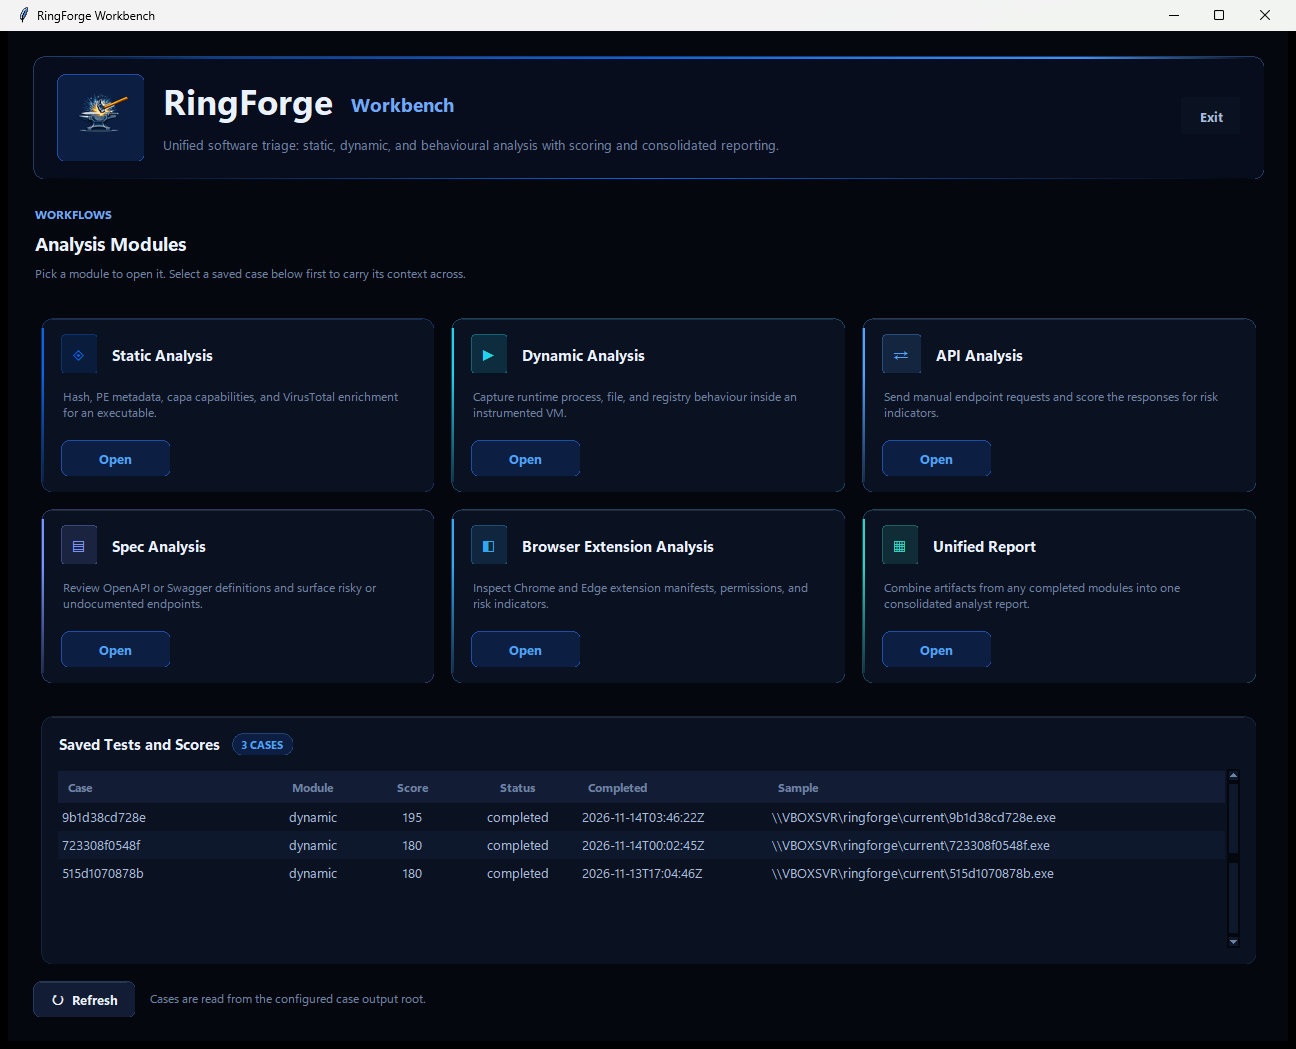 RingForge Workbench
RingForge Workbench
Unified software triage: static, dynamic, and behavioural analysis with scoring and consolidated reporting.
Exit
WORKFLOWS
Analysis Modules
Pick a module to open it. Select a saved case below first to carry its context across.
Static Analysis
Hash, PE metadata, capa capabilities, and VirusTotal enrichment
for an executable.
Open
Dynamic Analysis
Capture runtime process, file, and registry behaviour inside an
instrumented VM.
Open
API Analysis
Send manual endpoint requests and score the responses for risk
indicators.
Open
Spec Analysis
Review OpenAPI or Swagger definitions and surface risky or
undocumented endpoints.
Open
Browser Extension Analysis
Inspect Chrome and Edge extension manifests, permissions, and
risk indicators.
Open
Unified Report
Combine artifacts from any completed modules into one
consolidated analyst report.
Open
Saved Tests and Scores 3 CASES
Case Module Score Status Completed Sample
9b1d38cd728e dynamic 195 completed 2026-11-14T03:46:22Z \\VBOXSVR\ringforge\current\9b1d38cd728e.exe
723308f0548f dynamic 180 completed 2026-11-14T00:02:45Z \\VBOXSVR\ringforge\current\723308f0548f.exe
515d1070878b dynamic 180 completed 2026-11-13T17:04:46Z \\VBOXSVR\ringforge\current\515d1070878b.exe
Refresh Cases are read from the configured case output root.